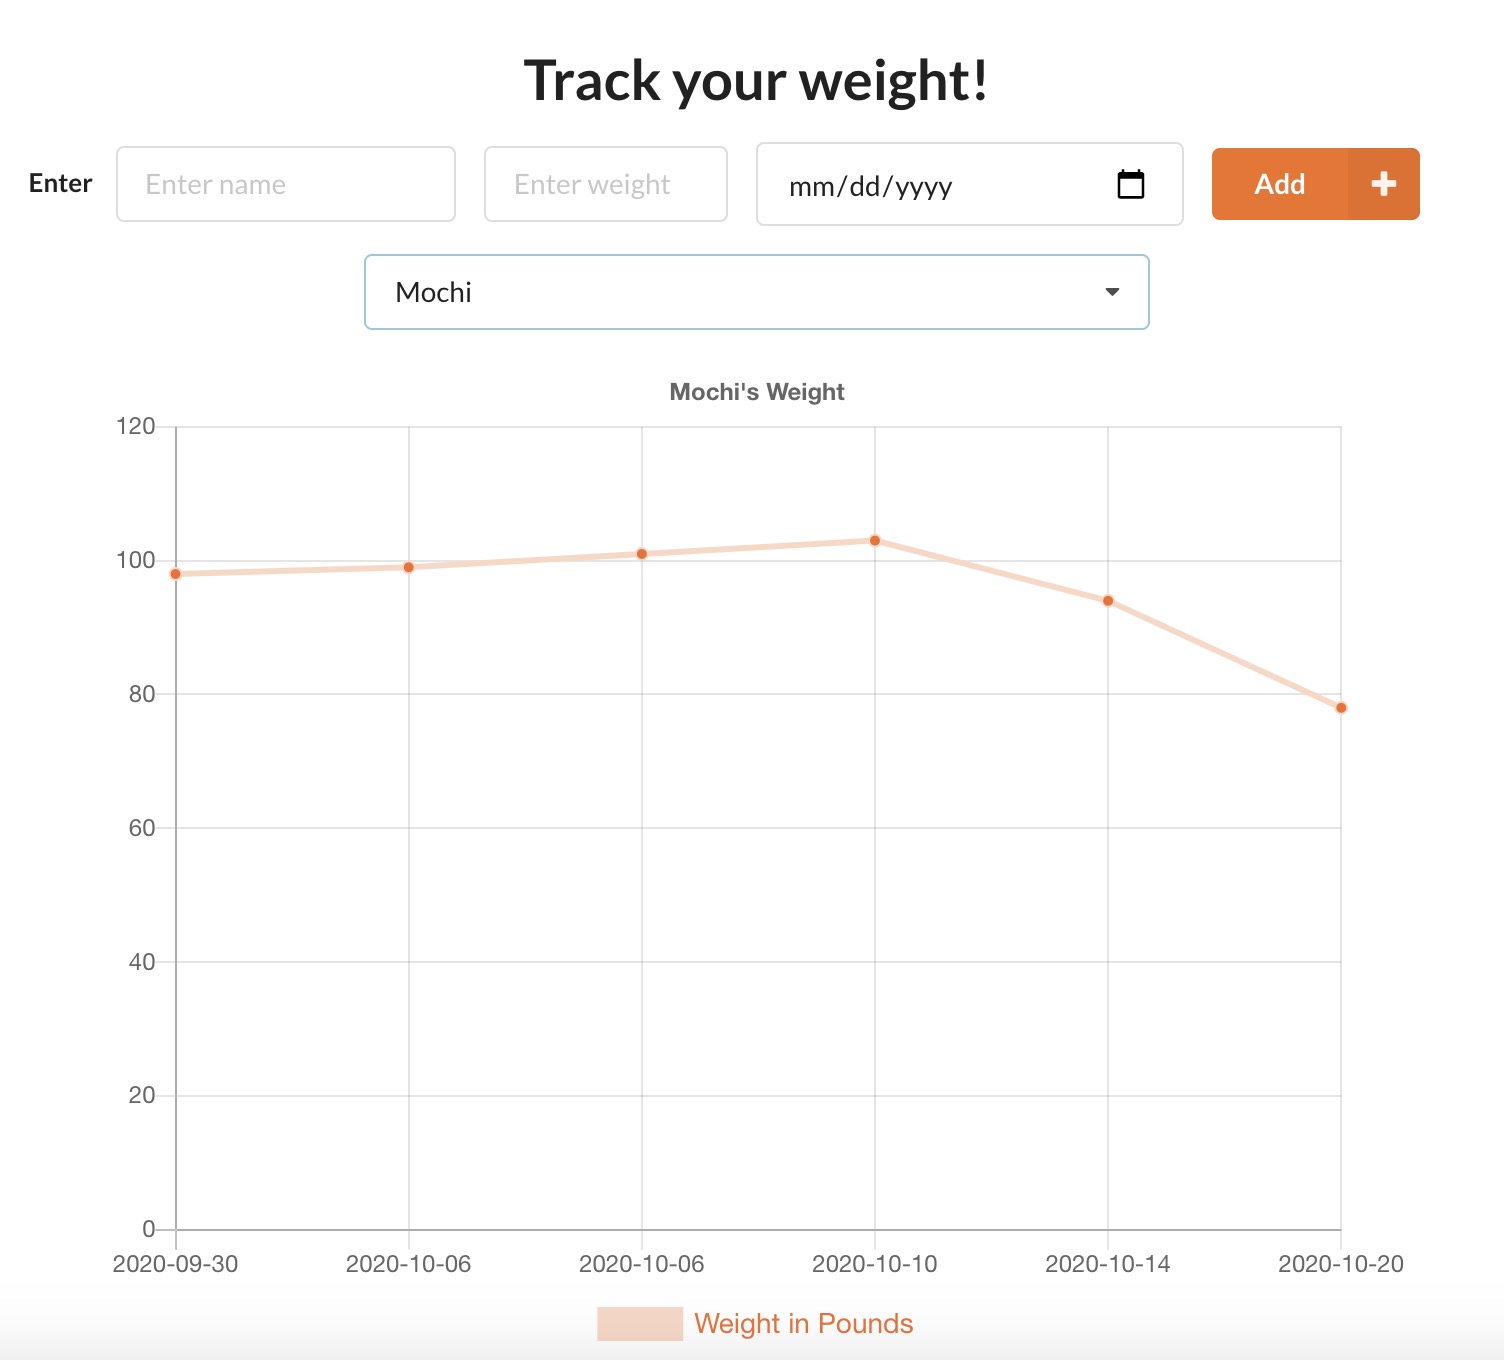 Track your weight!
Enter Enter name Enter weight mm/dd/yyyy Add
Mochi
Mochi's Weight
120
100
80
60
40
20
0
2020-09-30 2020-10-06 2020-10-06 2020-10-10 2020-10-14 2020-10-20
Weight in Pounds